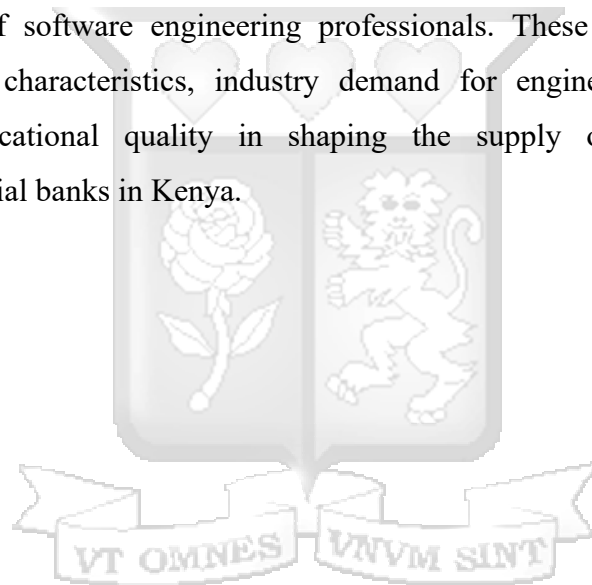 f software engineering professionals. These
characteristics, industry demand for engine
cational quality in shaping the supply
ial banks in Kenya.
VT OMNES VNVM SINT